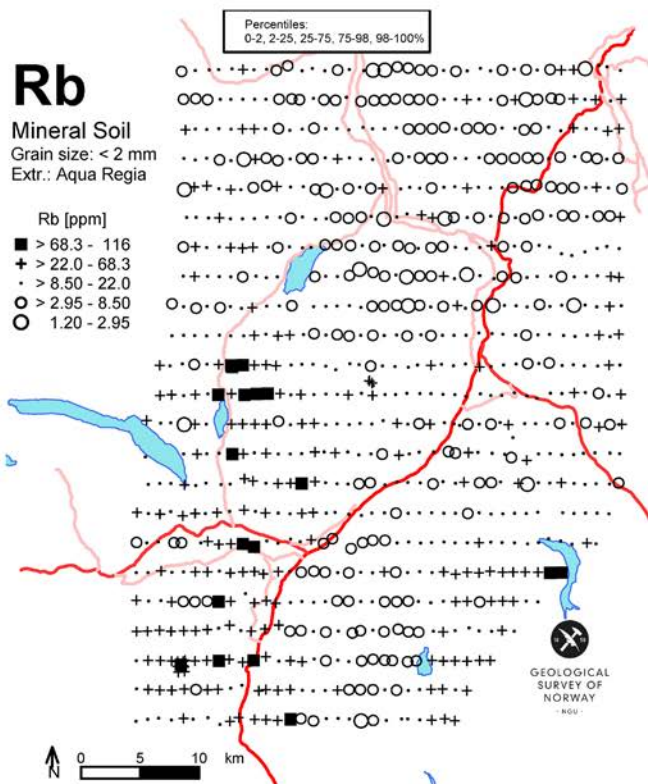 Percentiles:
0-2, 2-25, 25-75, 75-98, 98-100%
Rb
Mineral Soil
Grain size: < 2 mm
Extr.: Aqua Regia
Rb [ppm]
> 68.3 - 116
> 22.0 - 68.3
> 8.50 - 22.0
> 2.95 - 8.50
1.20 - 2.95
GEOLOGICAL
SURVEY OF
NORWAY
- NGU -
N
0 5 10 km